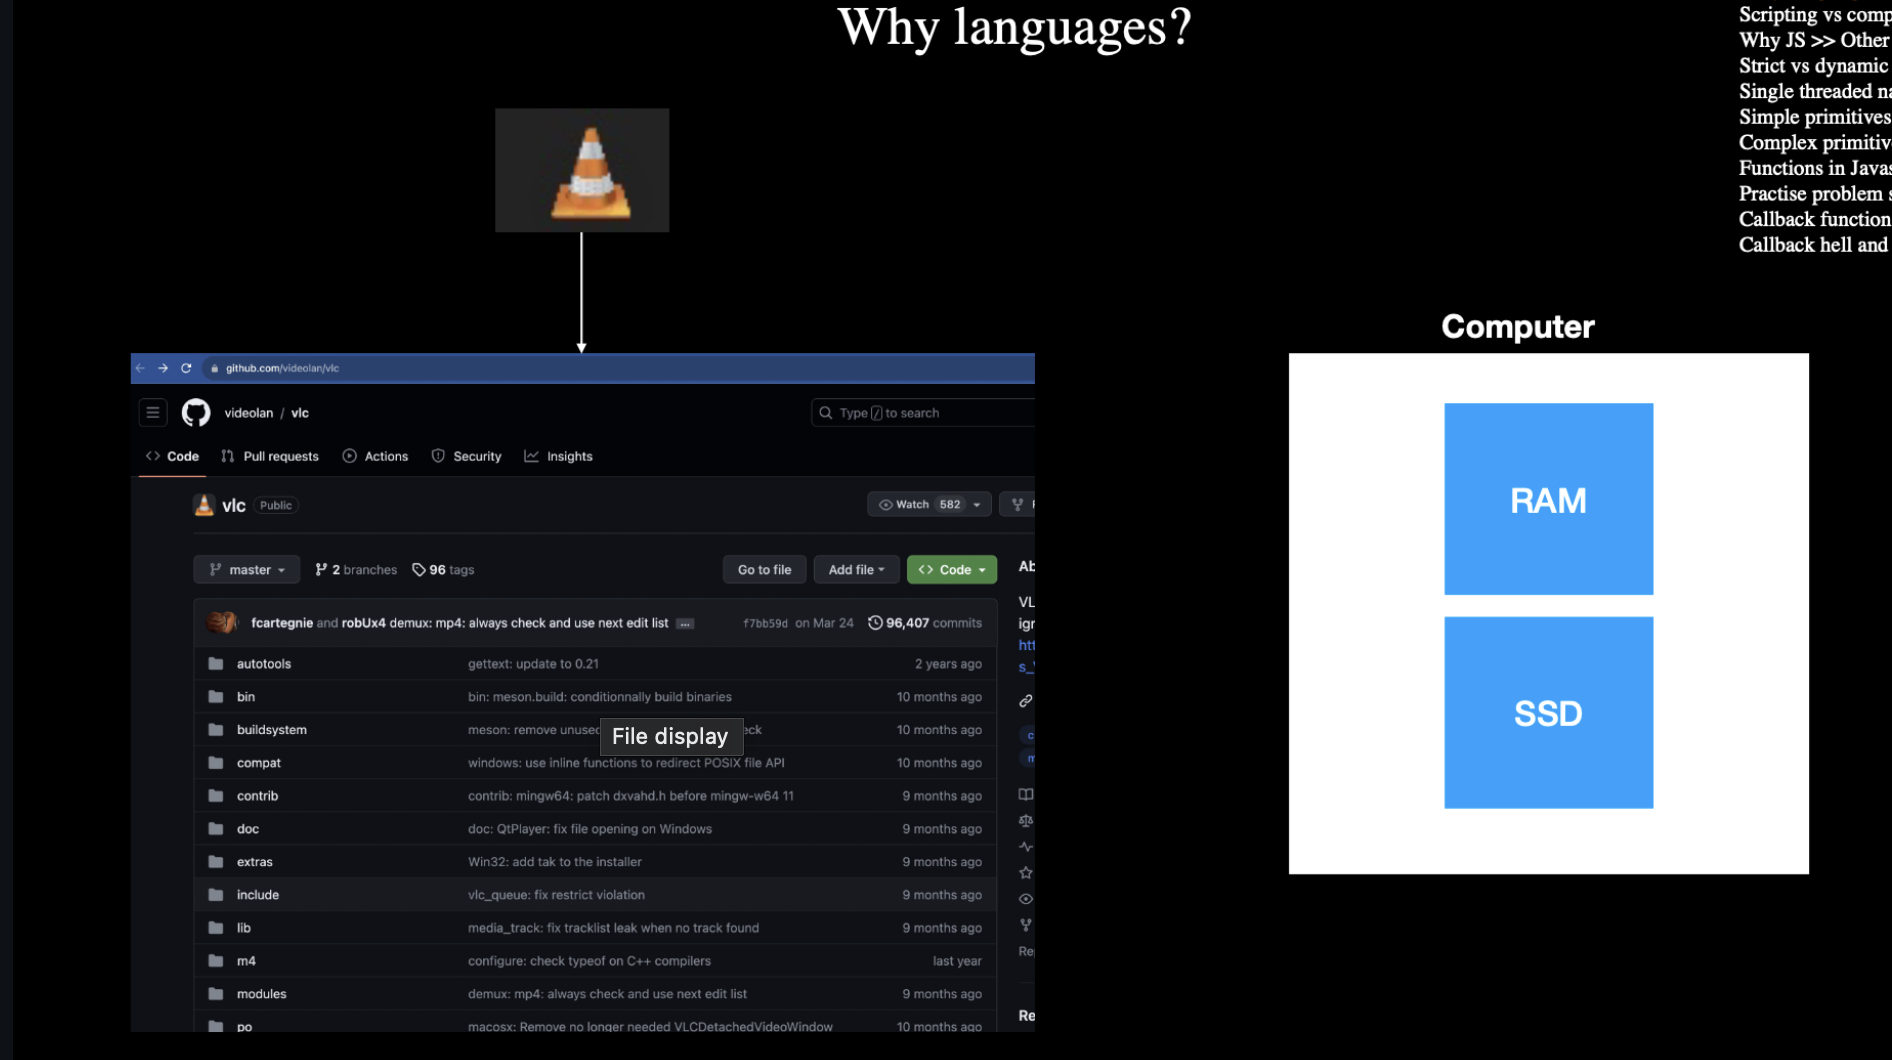 Why languages?
Scripting vs comp
Why JS >> Other
Strict vs dynamic
Single threaded na
Simple primitives
Complex primitive
Functions in Javas
Practise problem s
Callback function
Callback hell and
github.com/videolan/vlc
videolan / vlc
Type / to search
Code Pull requests Actions Security Insights
vlc Public
Watch 582
master 2 branches 96 tags
Go to file Add file Code
fcartegnie and robUx4 demux: mp4: always check and use next edit list ... f7bb59d on Mar 24 96,407 commits
autotools gettext: update to 0.21 2 years ago
bin bin: meson.build: conditionnally build binaries 10 months ago
buildsystem meson: remove unused eck 10 months ago
File display
compat windows: use inline functions to redirect POSIX file API 10 months ago
contrib contrib: mingw64: patch dxvahd.h before mingw-w64 11 9 months ago
doc doc: QtPlayer: fix file opening on Windows 9 months ago
extras Win32: add tak to the installer 9 months ago
include vlc_queue: fix restrict violation 9 months ago
lib media_track: fix tracklist leak when no track found 9 months ago
m4 configure: check typeof on C++ compilers last year
modules demux: mp4: always check and use next edit list 9 months ago
po macosx: Remove no longer needed VLCDetachedVideoWindow 10 months ago
Ab
VL
igr
htt
s_
c
m
Re
Re
Computer
RAM
SSD